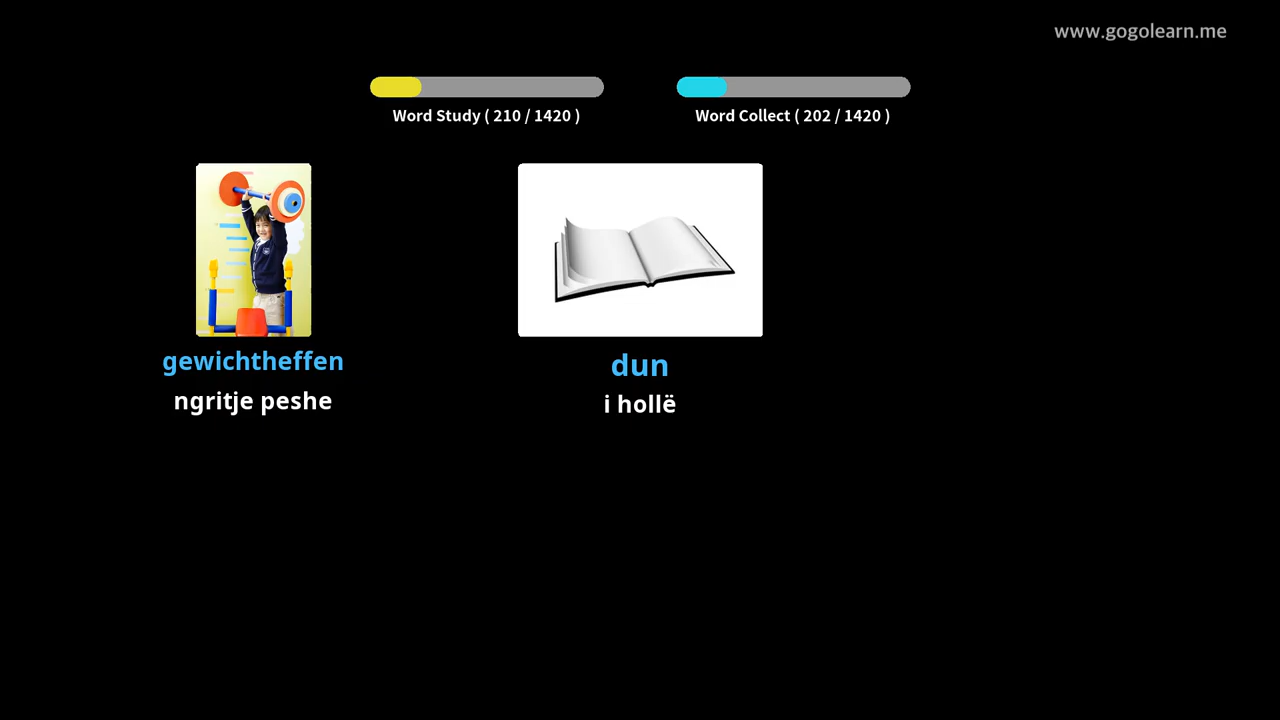 www.gogolearn.me
Word Study ( 210 / 1420 )
Word Collect ( 202 / 1420 )
gewichtheffen
ngritje peshe
dun
i hollë